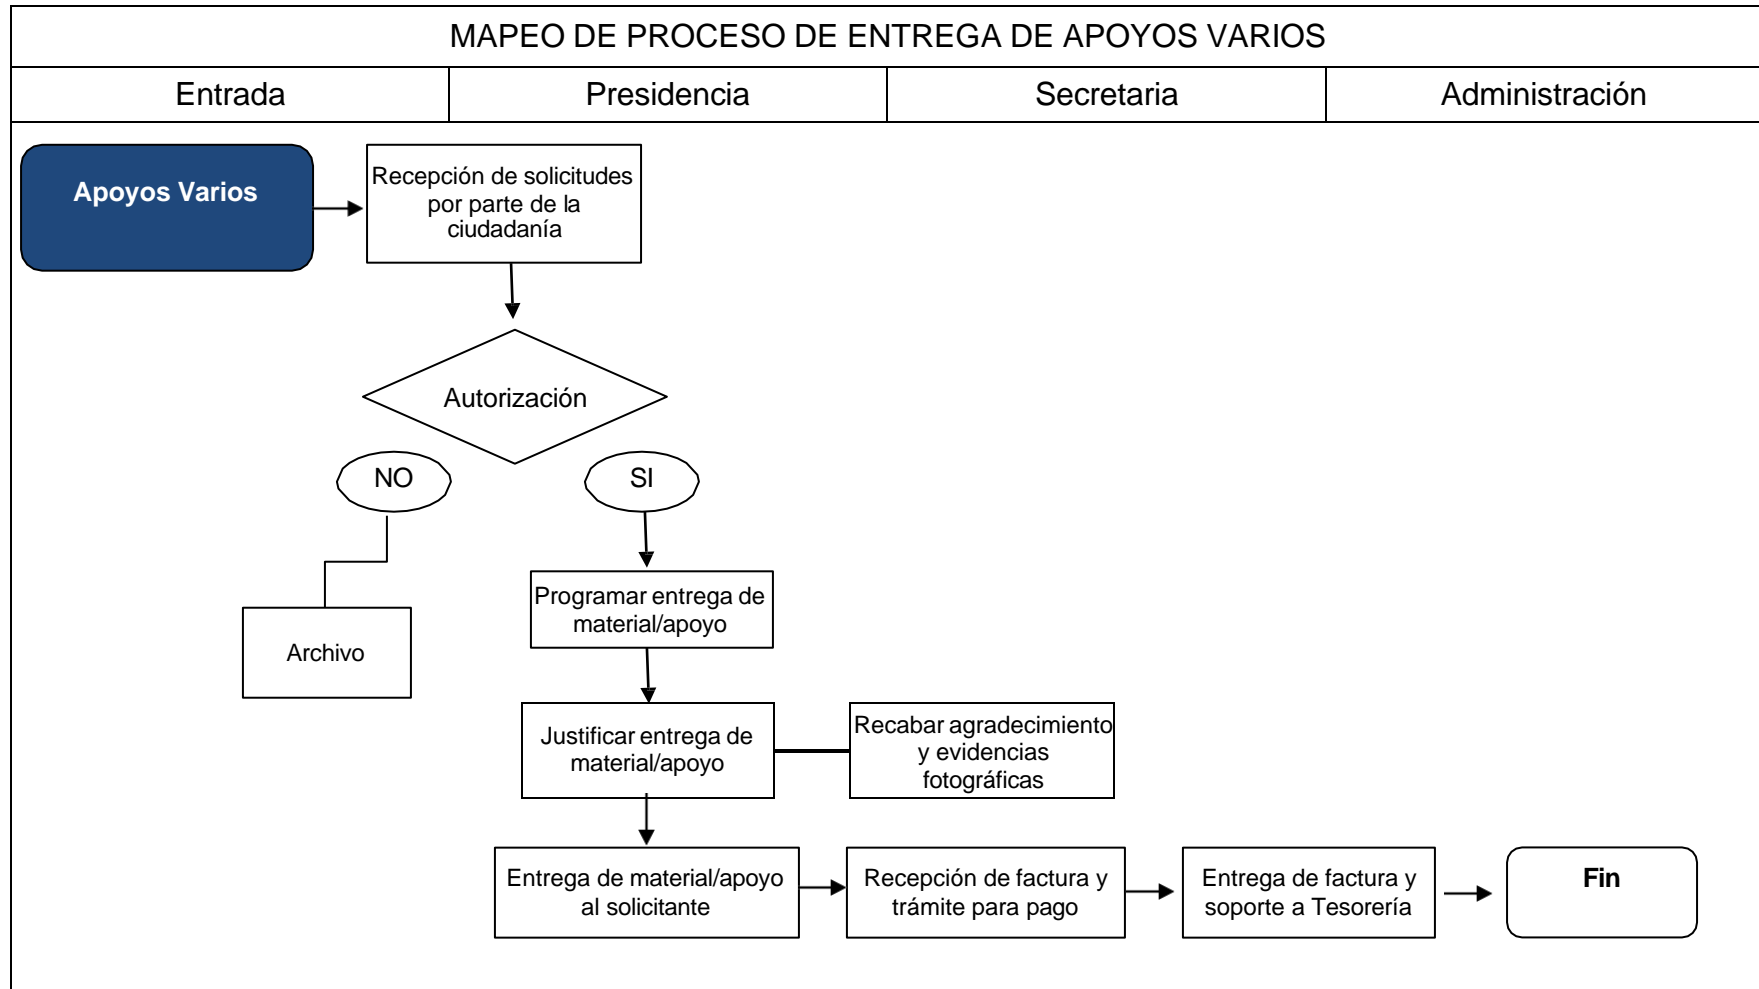 MAPEO DE PROCESO DE ENTREGA DE APOYOS VARIOS
Entrada
Presidencia
Secretaria
Administración
Apoyos Varios
Recepción de solicitudes
por parte de la
ciudadanía
Autorización
NO
SI
Programar entrega de
material/apoyo
Archivo
Justificar entrega de
material/apoyo
Recabar agradecimiento
y evidencias
fotográficas
Entrega de material/apoyo
al solicitante
Recepción de factura y
trámite para pago
Entrega de factura y
soporte a Tesorería
Fin